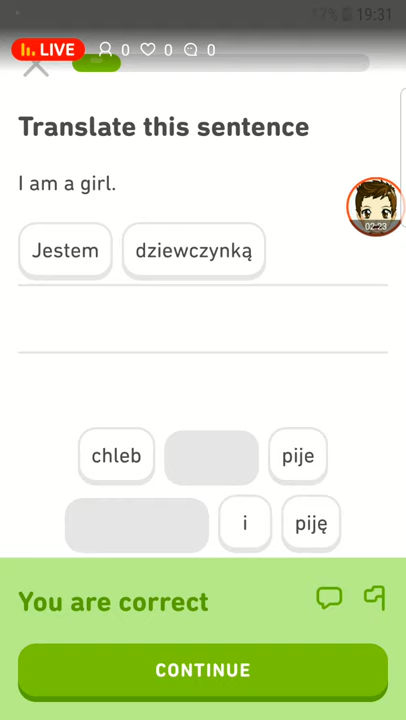 17% 19:31
LIVE 0 0 0
Translate this sentence
I am a girl.
02:23
Jestem dziewczynką
chleb pije
i piję
You are correct
CONTINUE